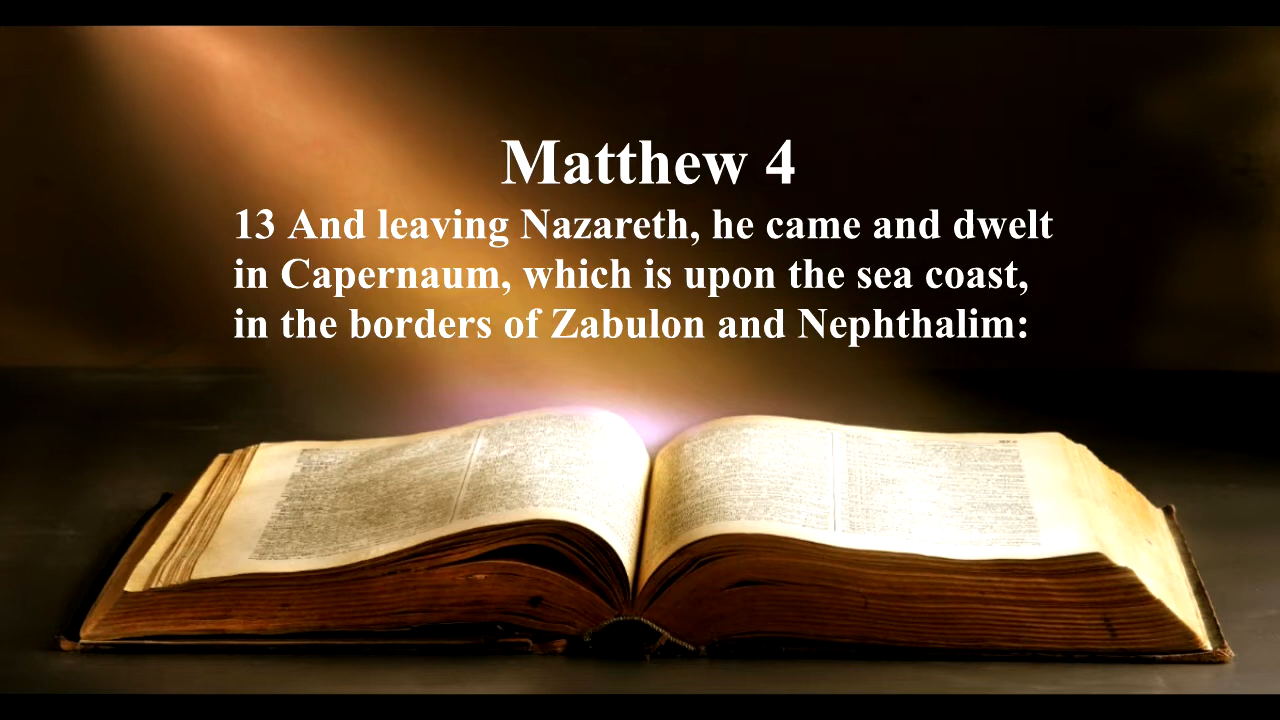 Matthew 4
13 And leaving Nazareth, he came and dwelt
in Capernaum, which is upon the sea coast,
in the borders of Zabulon and Nephthalim: